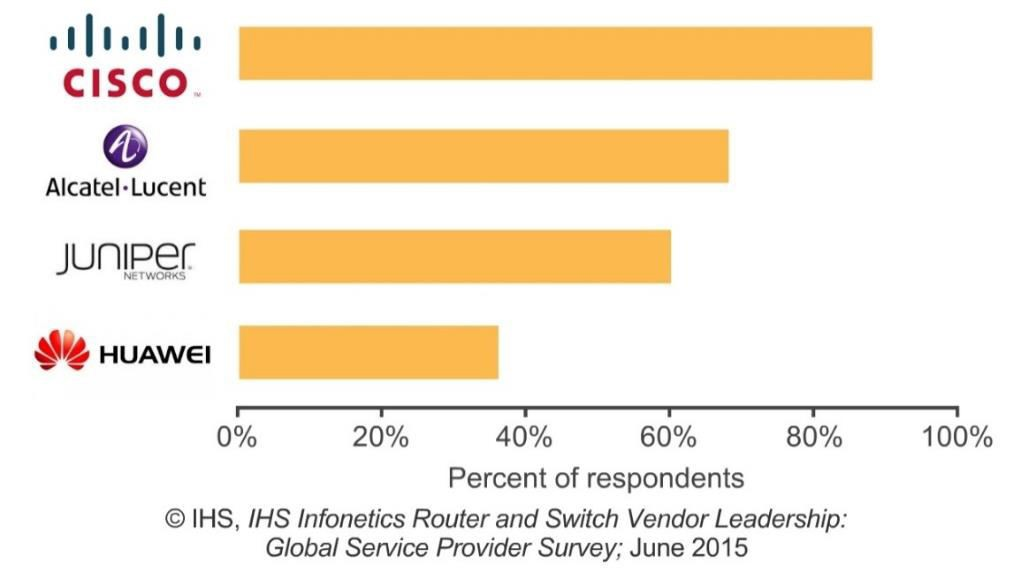 CISCO™
Alcatel·Lucent
JUNIPER
NETWORKS
HUAWEI
0% 20% 40% 60% 80% 100%
Percent of respondents
© IHS, IHS Infonetics Router and Switch Vendor Leadership:
Global Service Provider Survey; June 2015